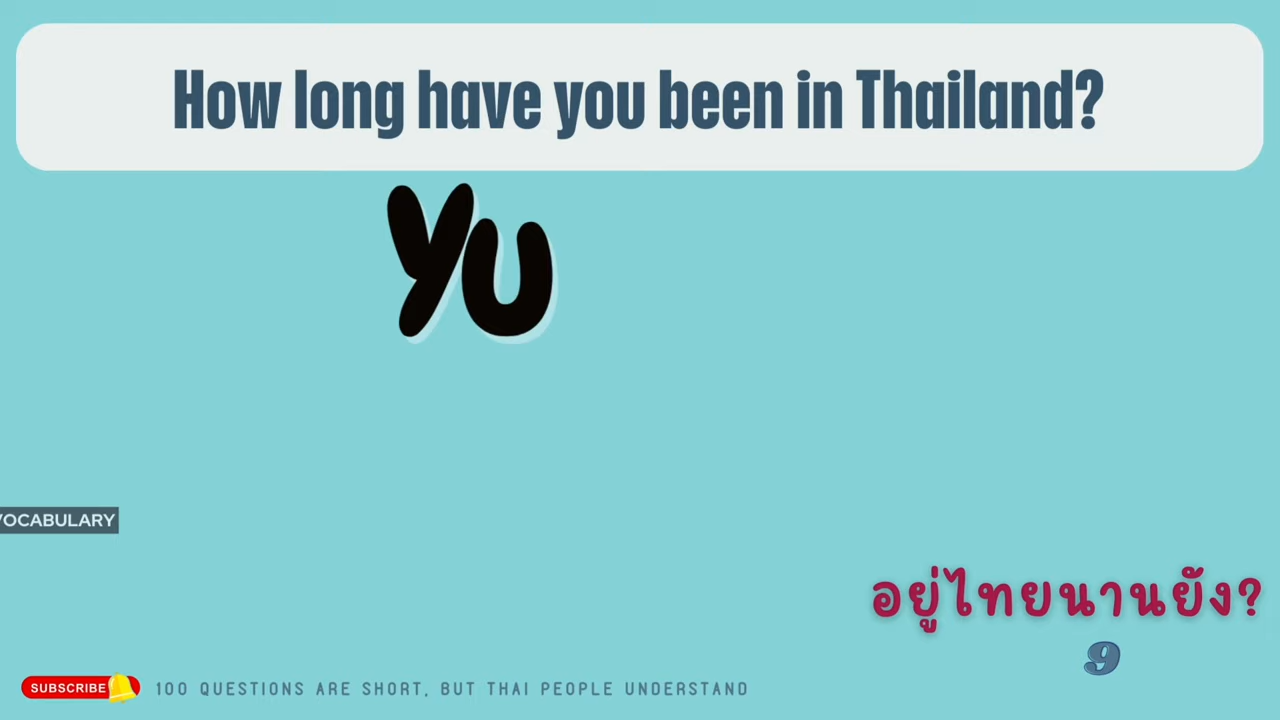 How long have you been in Thailand?
YU
VOCABULARY
อยู่ไทยนานยัง?
9
SUBSCRIBE
100 QUESTIONS ARE SHORT, BUT THAI PEOPLE UNDERSTAND